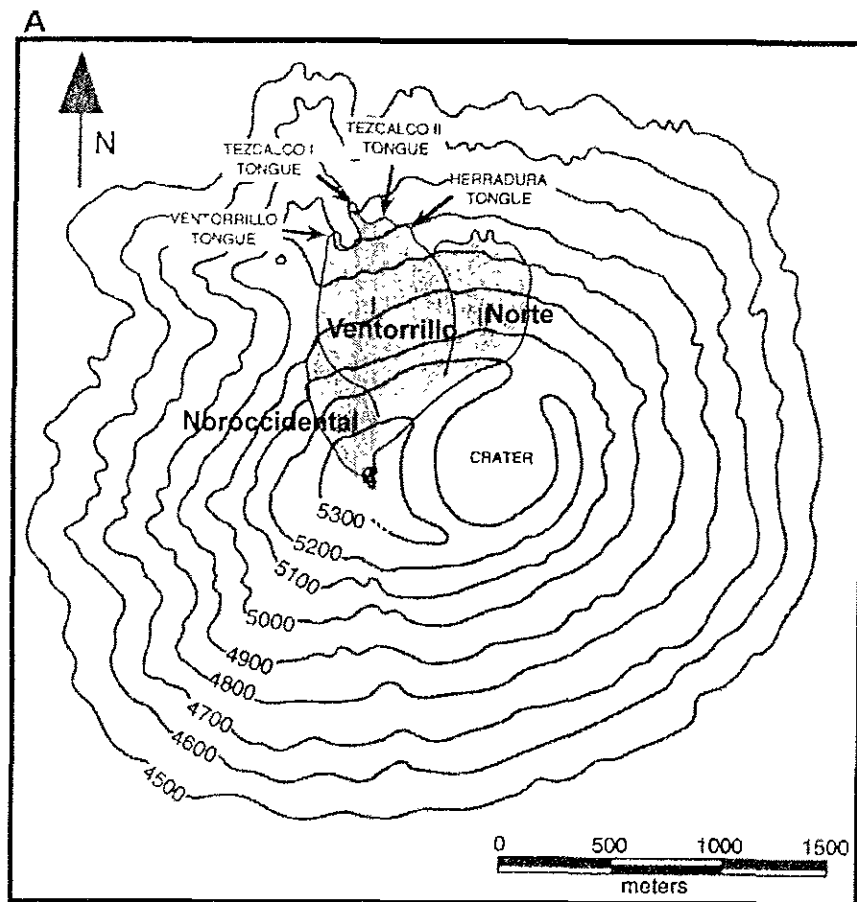 A
N
TEZCALCO II
TONGUE
TEZCALCO I
TONGUE
HERRADURA
TONGUE
VENTORRILLO
TONGUE
Ventorrillo
Norte
Noroccidental
CRATER
5300
5200
5100
5000
4900
4800
4700
4600
4500
0 500 1000 1500
meters